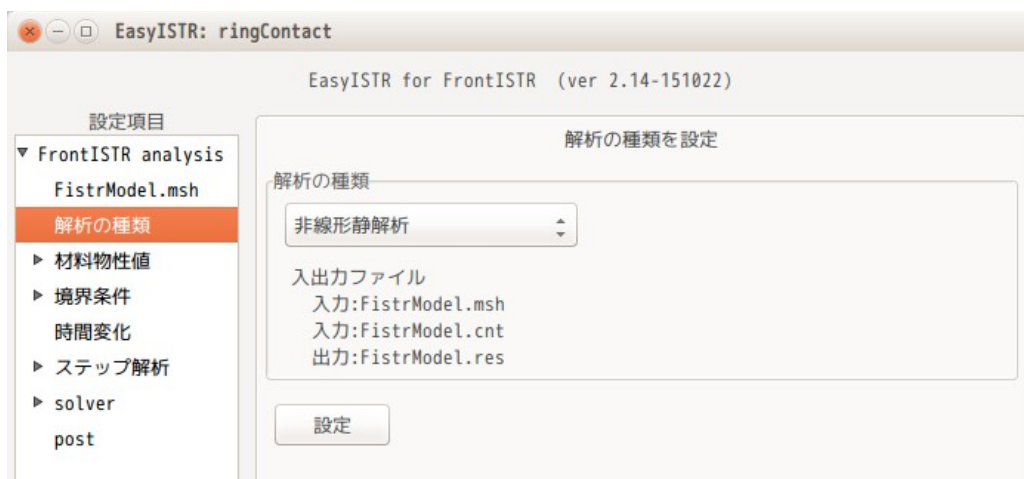 EasyISTR: ringContact
EasyISTR for FrontISTR (ver 2.14-151022)
設定項目
FrontISTR analysis
FistrModel.msh
解析の種類
材料物性値
境界条件
時間変化
ステップ解析
solver
post
解析の種類を設定
解析の種類
非線形静解析
入出力ファイル
入力:FistrModel.msh
入力:FistrModel.cnt
出力:FistrModel.res
設定